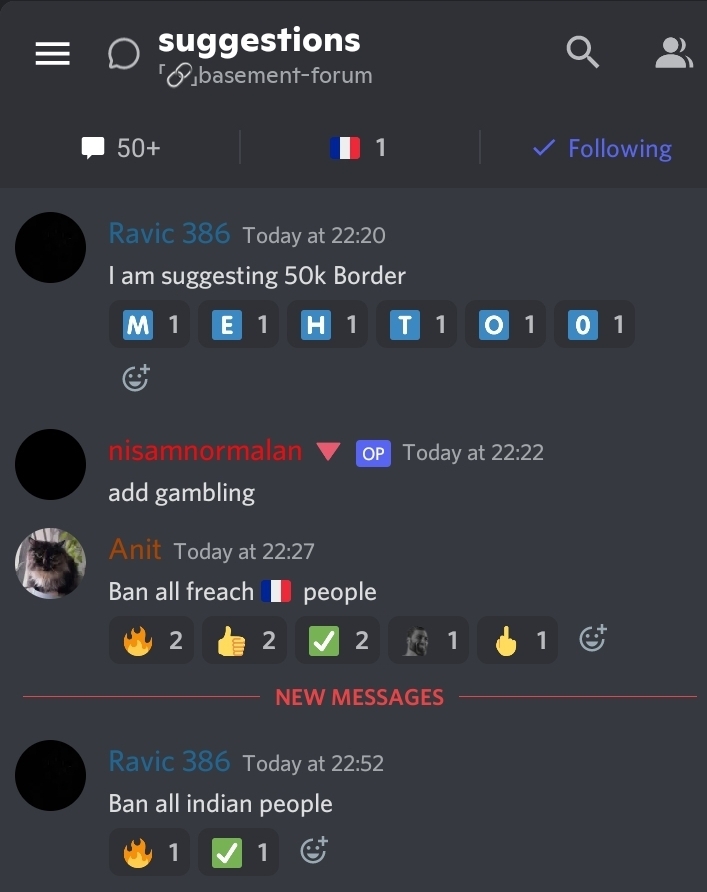 suggestions
「🔗」basement-forum
50+
🇫🇷 1
Following
Ravic 386 Today at 22:20
I am suggesting 50k Border
M 1 E 1 H 1 T 1 O 1 0 1
nisamnormalan OP Today at 22:22
add gambling
Anit Today at 22:27
Ban all freach 🇫🇷 people
🔥 2 👍 2 ✅ 2 1 🖕 1
NEW MESSAGES
Ravic 386 Today at 22:52
Ban all indian people
🔥 1 ✅ 1